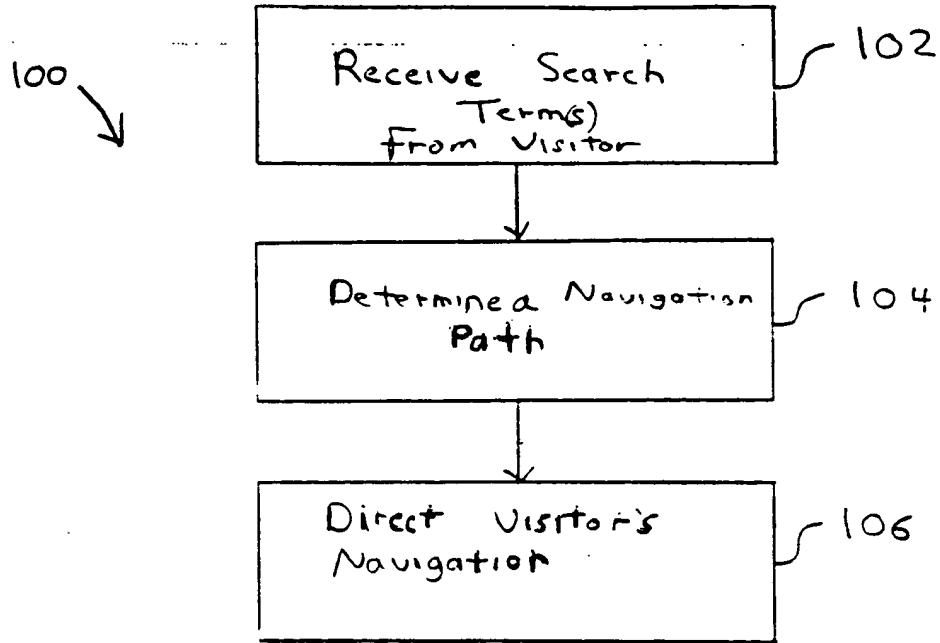 100
Receive Search
Term(s)
From Visitor
102
Determine a Navigation
Path
104
Direct Visitor's
Navigation
106